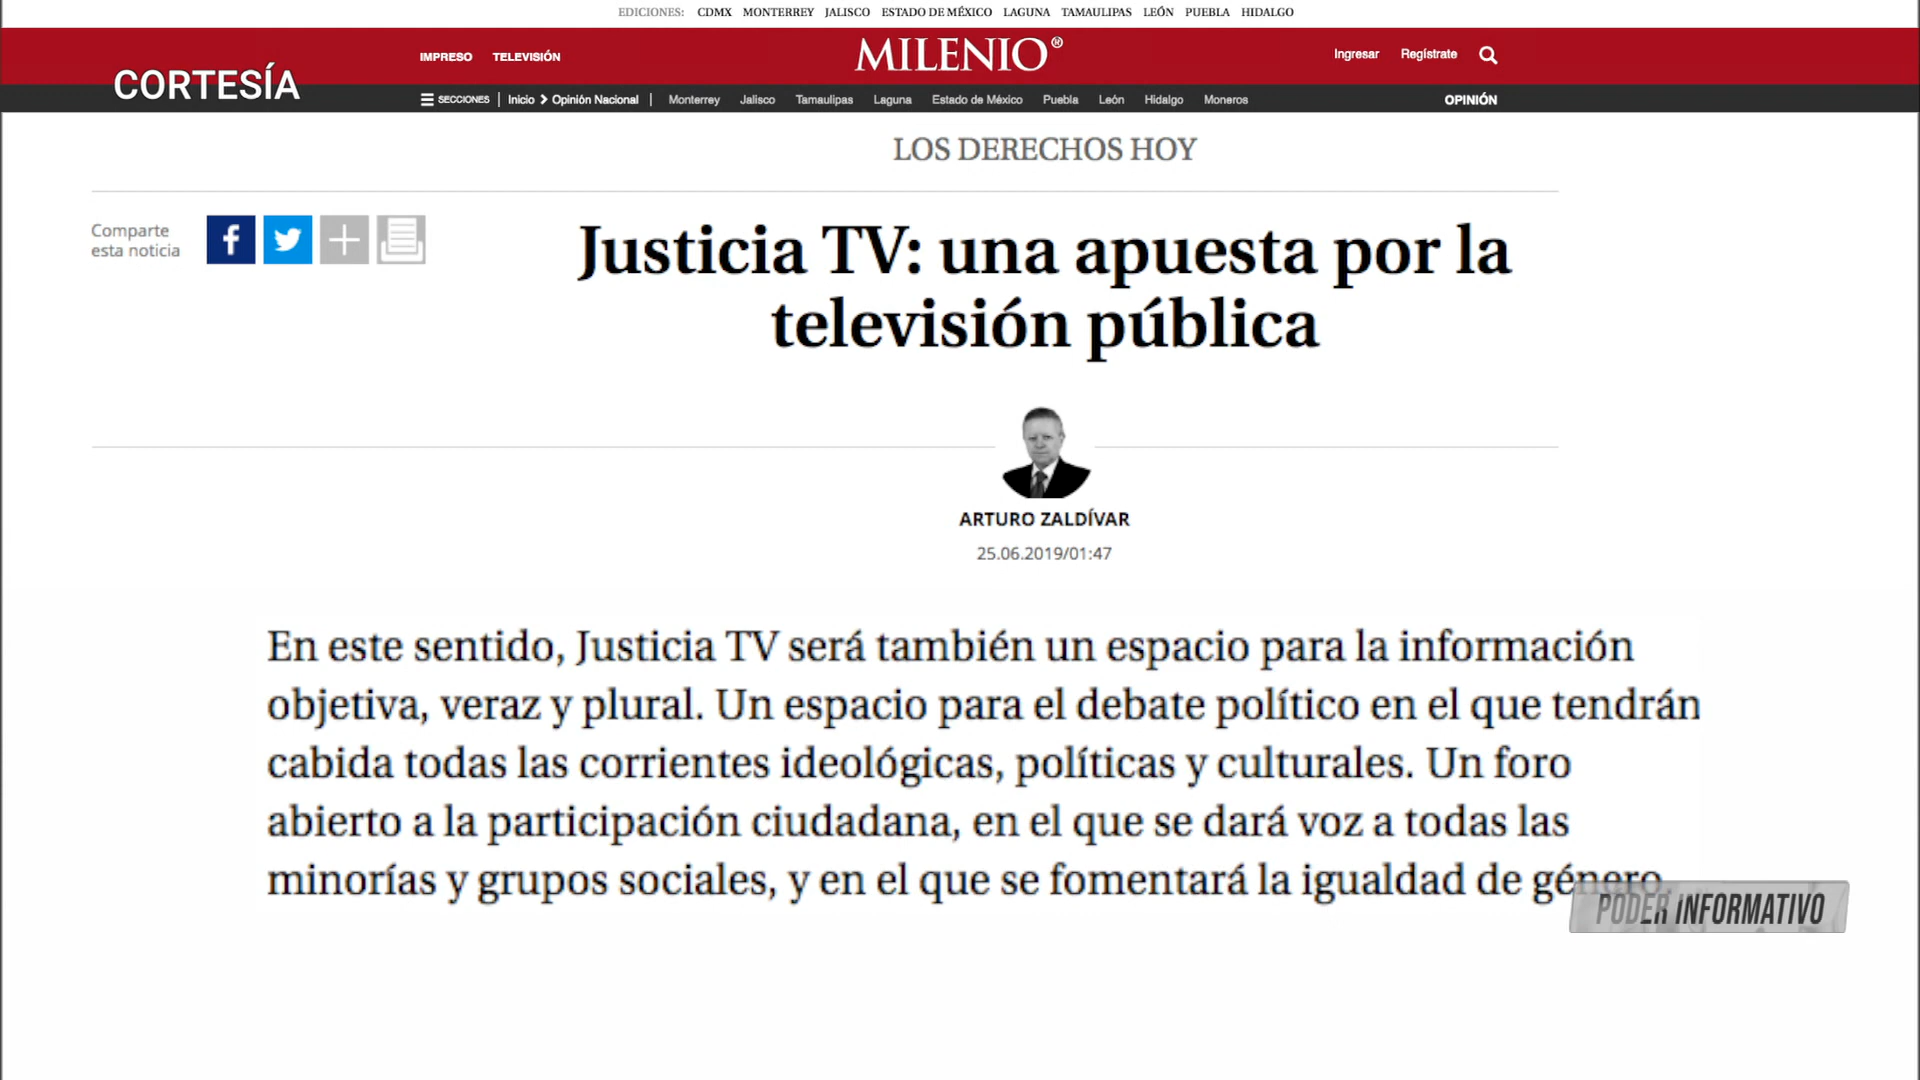 EDICIONES: CDMX MONTERREY JALISCO ESTADO DE MÉXICO LAGUNA TAMAULIPAS LEÓN PUEBLA HIDALGO
IMPRESO TELEVISIÓN MILENIO® Ingresar Regístrate
CORTESÍA
SECCIONES Inicio Opinión Nacional Monterrey Jalisco Tamaulipas Laguna Estado de México Puebla León Hidalgo Moneros OPINIÓN
LOS DERECHOS HOY
Comparte
esta noticia
Justicia TV: una apuesta por la
televisión pública
ARTURO ZALDÍVAR
25.06.2019/01:47
En este sentido, Justicia TV será también un espacio para la información
objetiva, veraz y plural. Un espacio para el debate político en el que tendrán
cabida todas las corrientes ideológicas, políticas y culturales. Un foro
abierto a la participación ciudadana, en el que se dará voz a todas las
minorías y grupos sociales, y en el que se fomentará la igualdad de género.
PODER INFORMATIVO